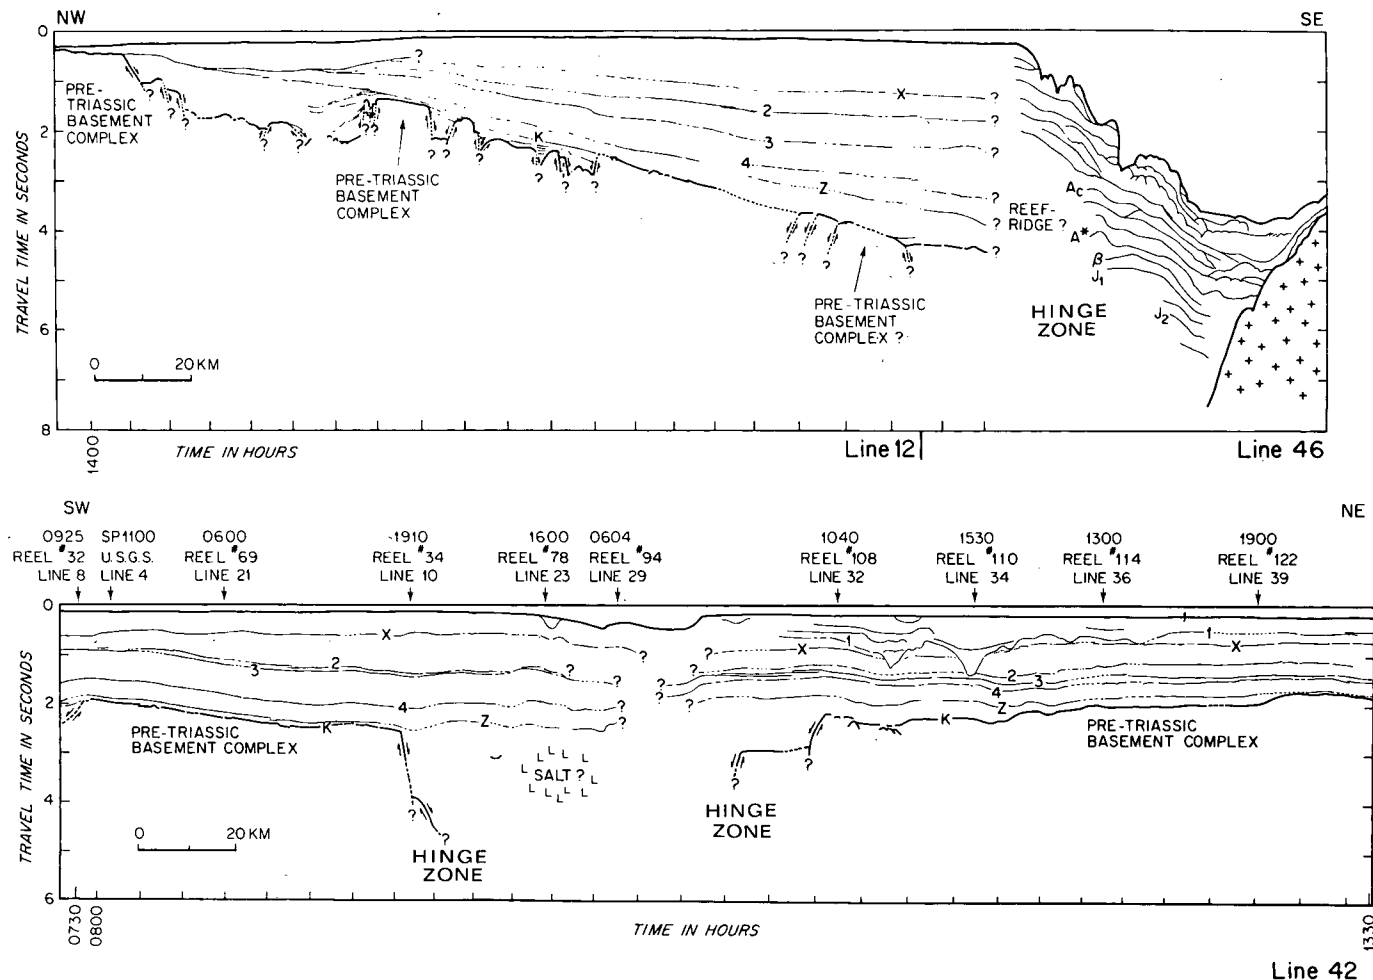 NW
SE
0
2
4
6
8
TRAVEL TIME IN SECONDS
PRE-
TRIASSIC
BASEMENT
COMPLEX
? ? ? ? ? ? ? ?
?
PRE-TRIASSIC
BASEMENT
COMPLEX
K
? ? ? ? ? ?
X ?
2 ?
3 ?
4 ?
Z ?
?
? ? ? ?
PRE-TRIASSIC
BASEMENT
COMPLEX ?
REEF-
RIDGE ?
Ac
A*
β
J1
J2
HINGE
ZONE
0 20 KM
1400
TIME IN HOURS
Line 12
Line 46
SW
NE
0925
REEL #32
LINE 8
SP1100
U.S.G.S.
LINE 4
0600
REEL #69
LINE 21
1910
REEL #34
LINE 10
1600
REEL #78
LINE 23
0604
REEL #94
LINE 29
1040
REEL #108
LINE 32
1530
REEL #110
LINE 34
1300
REEL #114
LINE 36
1900
REEL #122
LINE 39
0
2
4
6
TRAVEL TIME IN SECONDS
X
2
3
4
Z
K
?
?
?
?
PRE-TRIASSIC
BASEMENT COMPLEX
? ?
HINGE
ZONE
L L L
L SALT ? L
L L L L
?
?
?
?
X
1
2
3
4
Z
K
1
X
? ?
HINGE
ZONE
PRE-TRIASSIC
BASEMENT COMPLEX
0 20 KM
0730
0800
TIME IN HOURS
1330
Line 42